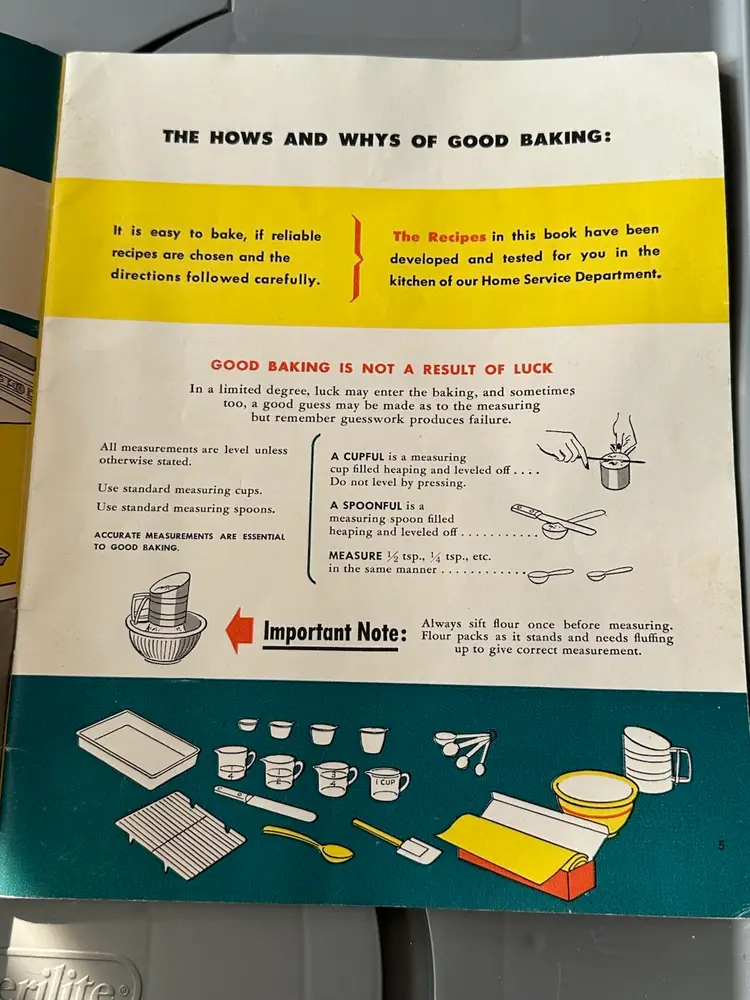 THE HOWS AND WHYS OF GOOD BAKING:
It is easy to bake, if reliable
recipes are chosen and the
directions followed carefully.
The Recipes in this book have been
developed and tested for you in the
kitchen of our Home Service Department.
GOOD BAKING IS NOT A RESULT OF LUCK
In a limited degree, luck may enter the baking, and sometimes
too, a good guess may be made as to the measuring
but remember guesswork produces failure.
All measurements are level unless
otherwise stated.
Use standard measuring cups.
Use standard measuring spoons.
ACCURATE MEASUREMENTS ARE ESSENTIAL
TO GOOD BAKING.
A CUPFUL is a measuring
cup filled heaping and leveled off ....
Do not level by pressing.
A SPOONFUL is a
measuring spoon filled
heaping and leveled off ...........
MEASURE ½ tsp., ¼ tsp., etc.
in the same manner ............
Important Note:
Always sift flour once before measuring.
Flour packs as it stands and needs fluffing
up to give correct measurement.
1/4
1/2
3/4
1 CUP
5
erilite®